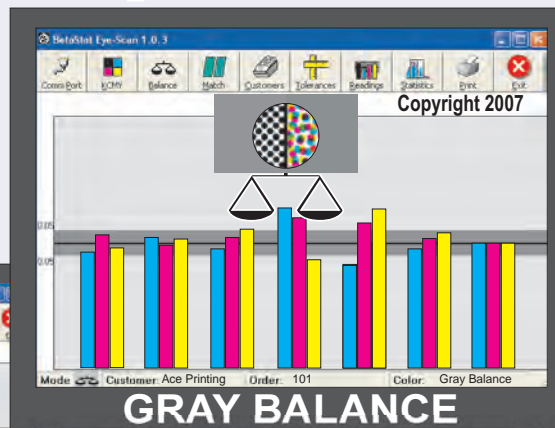 BetaStat Eye-Scan 1.0.3
Comm Port KCMY Balance Match Customers Tolerances Readings Statistics Print Exit
Copyright 2007
0.05
0.05
Mode Customer: Ace Printing Order: 101 Color: Gray Balance
GRAY BALANCE